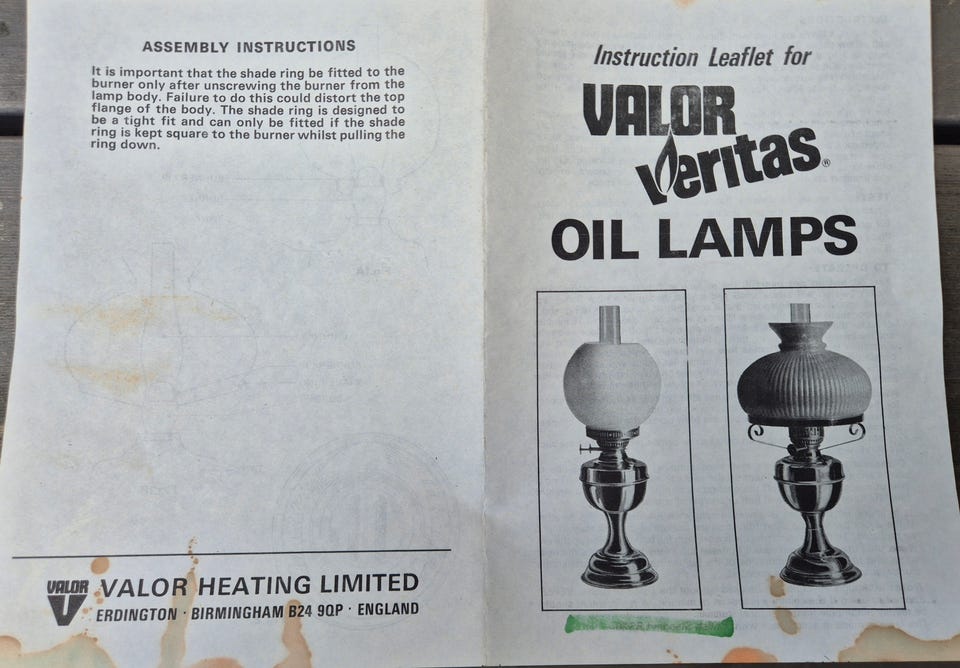 ASSEMBLY INSTRUCTIONS
It is important that the shade ring be fitted to the
burner only after unscrewing the burner from the
lamp body. Failure to do this could distort the top
flange of the body. The shade ring is designed to
be a tight fit and can only be fitted if the shade
ring is kept square to the burner whilst pulling the
ring down.
VALOR
VALOR HEATING LIMITED
ERDINGTON · BIRMINGHAM B24 9QP · ENGLAND
Instruction Leaflet for
VALOR
Veritas®
OIL LAMPS